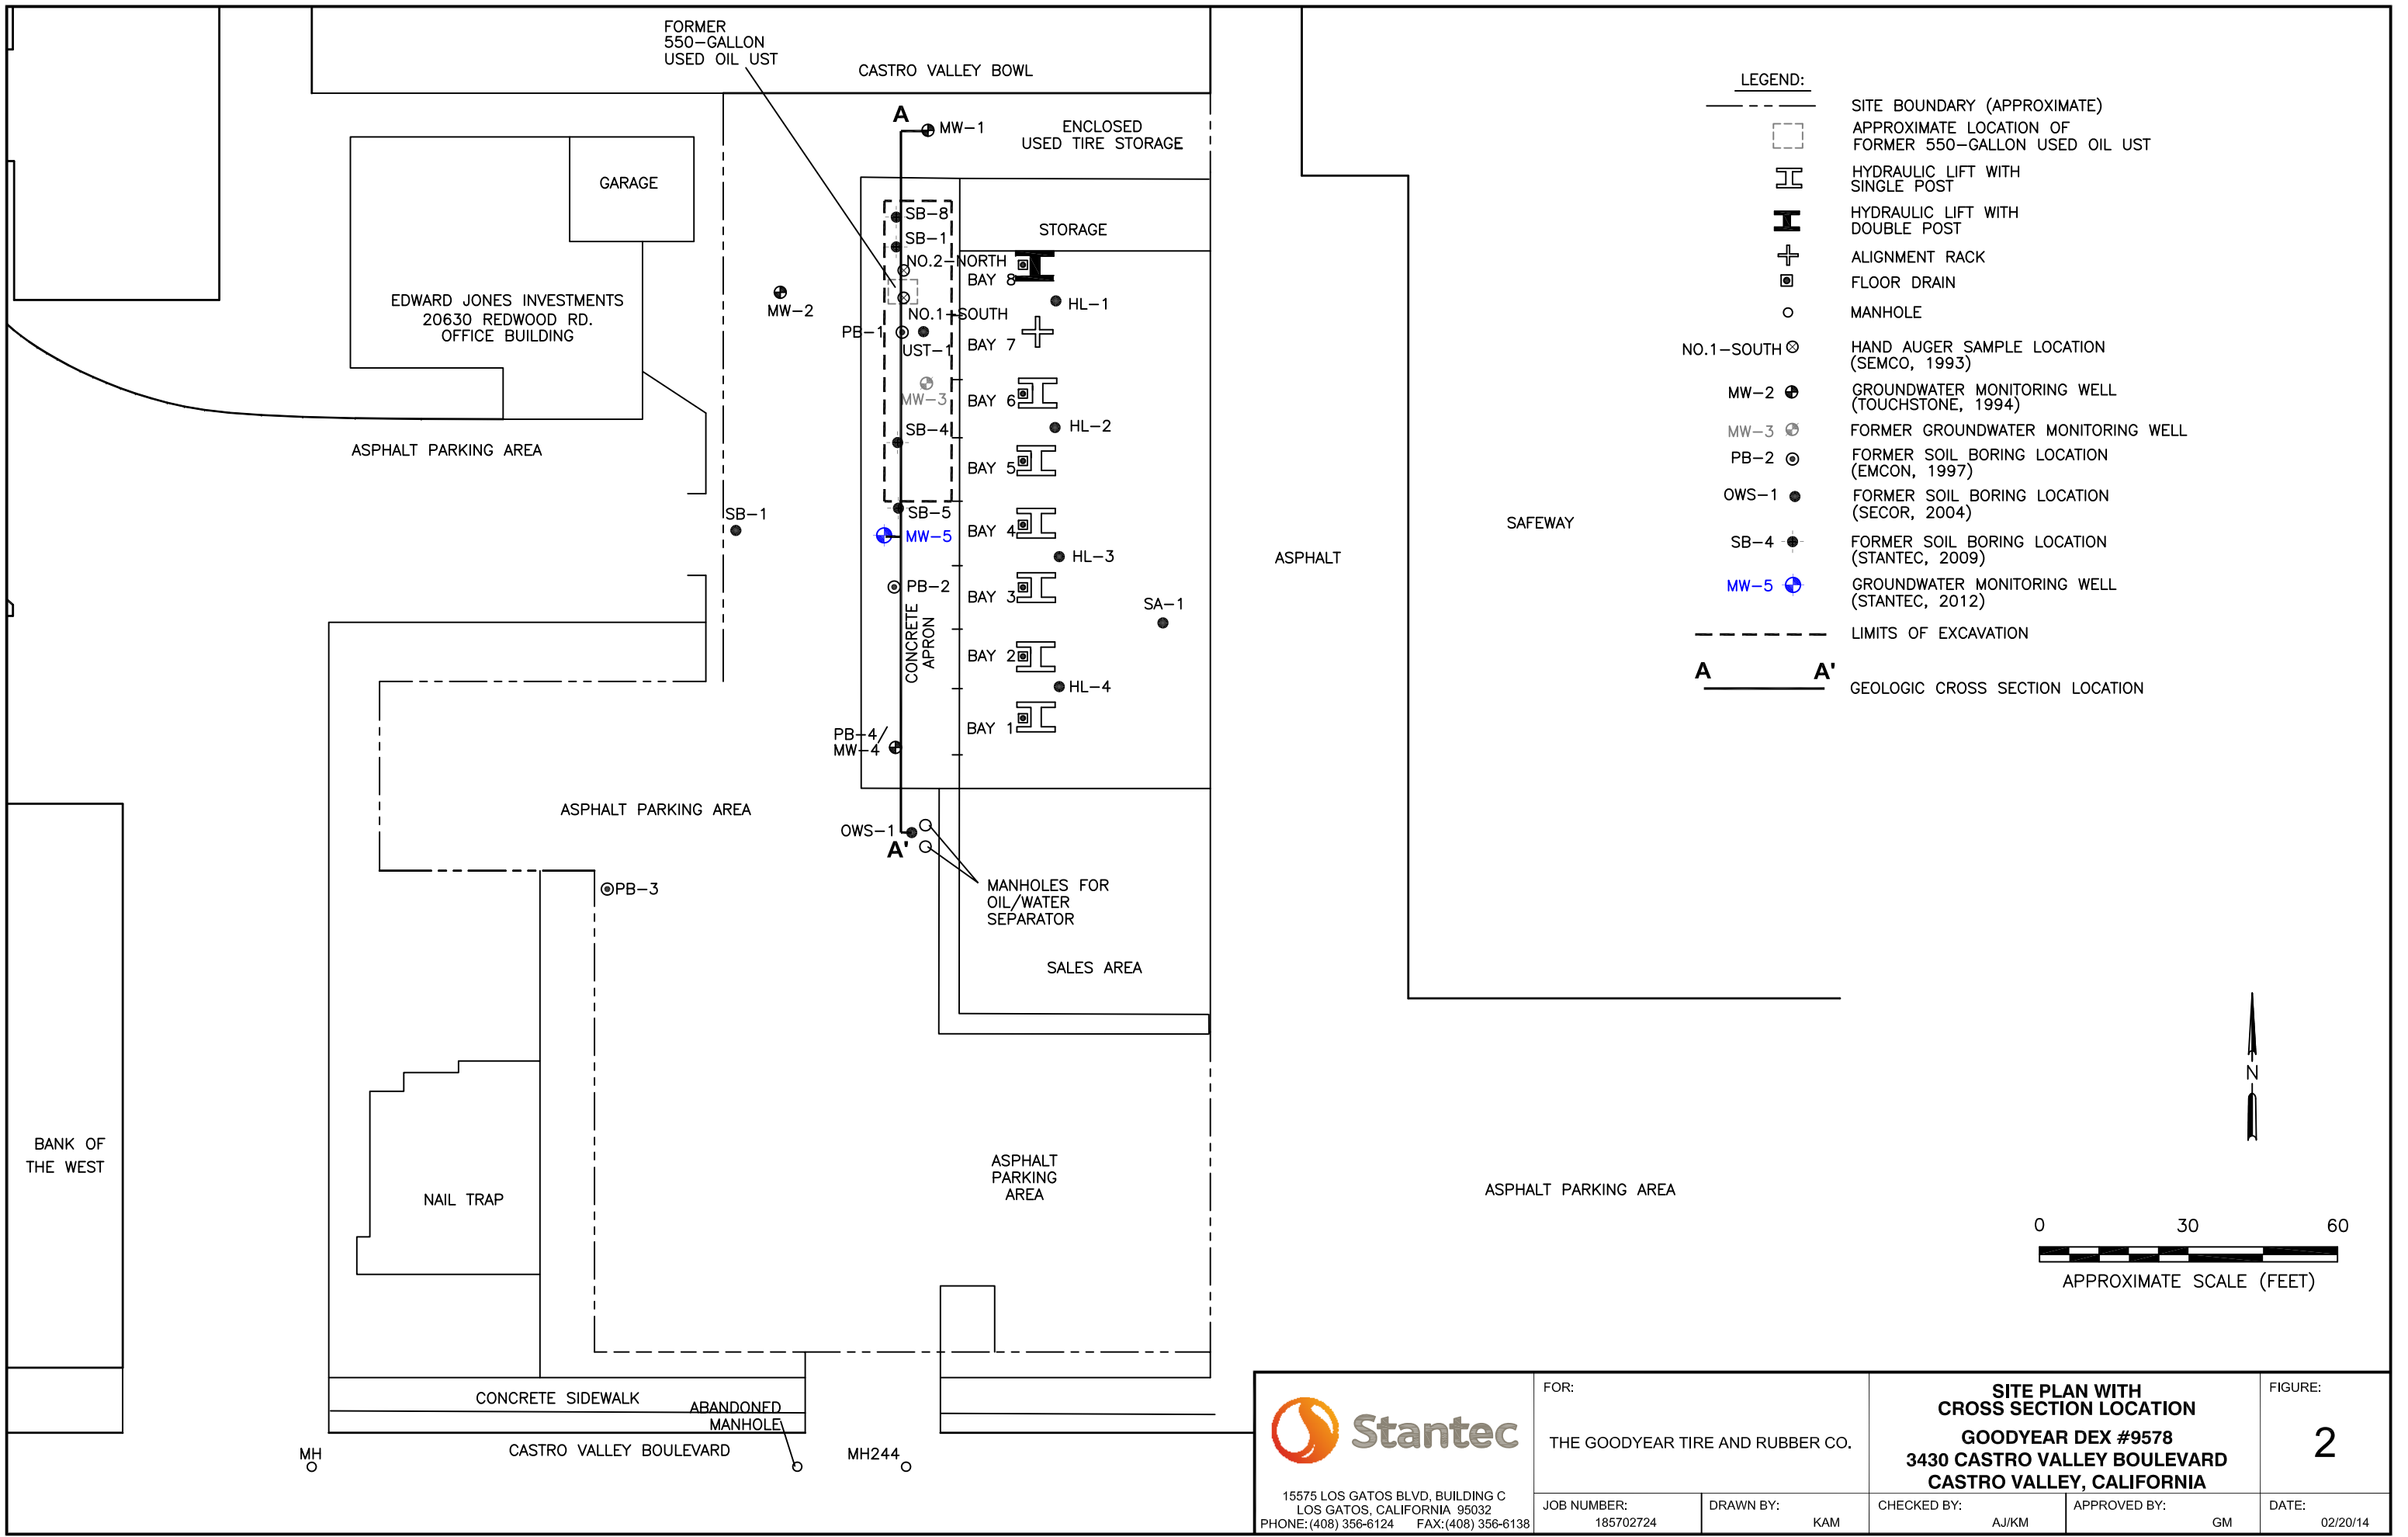 FORMER
550-GALLON
USED OIL UST
CASTRO VALLEY BOWL
A
MW-1
ENCLOSED
USED TIRE STORAGE
GARAGE
SB-8
SB-1
STORAGE
NO.2-NORTH
BAY 8
HL-1
EDWARD JONES INVESTMENTS
20630 REDWOOD RD.
OFFICE BUILDING
MW-2
NO.1-SOUTH
PB-1
UST-1
BAY 7
MW-3
BAY 6
SB-4
HL-2
ASPHALT PARKING AREA
BAY 5
SB-1
SB-5
MW-5
BAY 4
HL-3
SAFEWAY
ASPHALT
PB-2
BAY 3
SA-1
CONCRETE
APRON
BAY 2
HL-4
PB-4/
MW-4
BAY 1
ASPHALT PARKING AREA
OWS-1
A'
PB-3
MANHOLES FOR
OIL/WATER
SEPARATOR
SALES AREA
BANK OF
THE WEST
NAIL TRAP
ASPHALT
PARKING
AREA
ASPHALT PARKING AREA
CONCRETE SIDEWALK
ABANDONED
MANHOLE
CASTRO VALLEY BOULEVARD
MH
MH244
LEGEND:
SITE BOUNDARY (APPROXIMATE)
APPROXIMATE LOCATION OF
FORMER 550-GALLON USED OIL UST
HYDRAULIC LIFT WITH
SINGLE POST
HYDRAULIC LIFT WITH
DOUBLE POST
ALIGNMENT RACK
FLOOR DRAIN
MANHOLE
NO.1-SOUTH HAND AUGER SAMPLE LOCATION
(SEMCO, 1993)
MW-2 GROUNDWATER MONITORING WELL
(TOUCHSTONE, 1994)
MW-3 FORMER GROUNDWATER MONITORING WELL
PB-2 FORMER SOIL BORING LOCATION
(EMCON, 1997)
OWS-1 FORMER SOIL BORING LOCATION
(SECOR, 2004)
SB-4 FORMER SOIL BORING LOCATION
(STANTEC, 2009)
MW-5 GROUNDWATER MONITORING WELL
(STANTEC, 2012)
LIMITS OF EXCAVATION
A A'
GEOLOGIC CROSS SECTION LOCATION
N
0 30 60
APPROXIMATE SCALE (FEET)
Stantec
15575 LOS GATOS BLVD, BUILDING C
LOS GATOS, CALIFORNIA 95032
PHONE:(408) 356-6124 FAX:(408) 356-6138
FOR:
THE GOODYEAR TIRE AND RUBBER CO.
JOB NUMBER:
185702724
DRAWN BY:
KAM
SITE PLAN WITH
CROSS SECTION LOCATION
GOODYEAR DEX #9578
3430 CASTRO VALLEY BOULEVARD
CASTRO VALLEY, CALIFORNIA
CHECKED BY:
AJ/KM
APPROVED BY:
GM
FIGURE:
2
DATE:
02/20/14